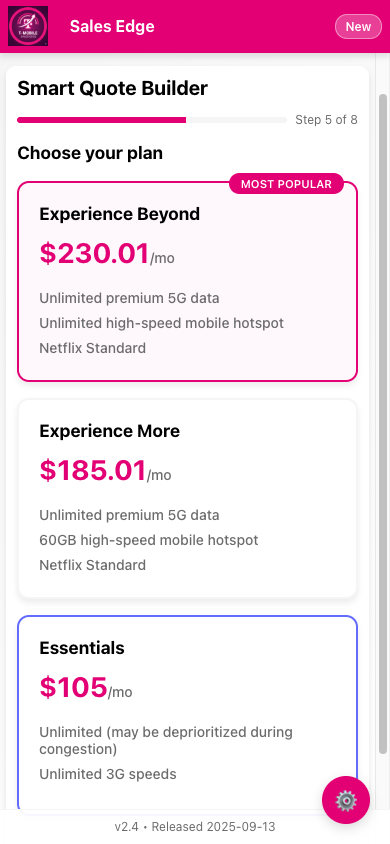 T-MOBILE
Sales Edge
New
Smart Quote Builder
Step 5 of 8
Choose your plan
MOST POPULAR
Experience Beyond
$230.01/mo
Unlimited premium 5G data
Unlimited high-speed mobile hotspot
Netflix Standard
Experience More
$185.01/mo
Unlimited premium 5G data
60GB high-speed mobile hotspot
Netflix Standard
Essentials
$105/mo
Unlimited (may be deprioritized during
congestion)
Unlimited 3G speeds
v2.4 • Released 2025-09-13